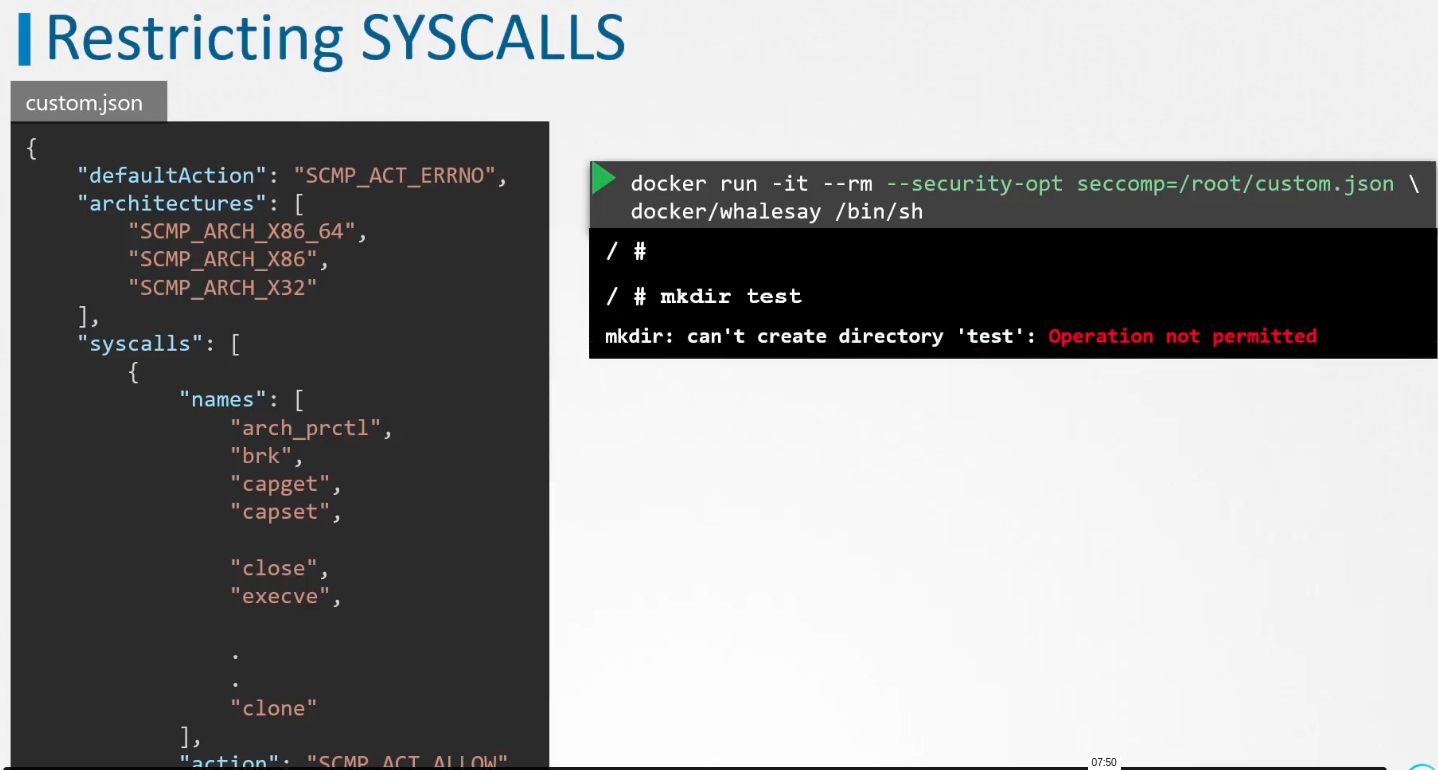 Restricting SYSCALLS
custom.json
{
"defaultAction": "SCMP_ACT_ERRNO",
"architectures": [
"SCMP_ARCH_X86_64",
"SCMP_ARCH_X86",
"SCMP_ARCH_X32"
],
"syscalls": [
{
"names": [
"arch_prctl",
"brk",
"capget",
"capset",
"close",
"execve",
.
.
"clone"
],
"action": "SCMP_ACT_ALLOW"
docker run -it --rm --security-opt seccomp=/root/custom.json \
docker/whalesay /bin/sh
/ #
/ # mkdir test
mkdir: can't create directory 'test': Operation not permitted
07:50